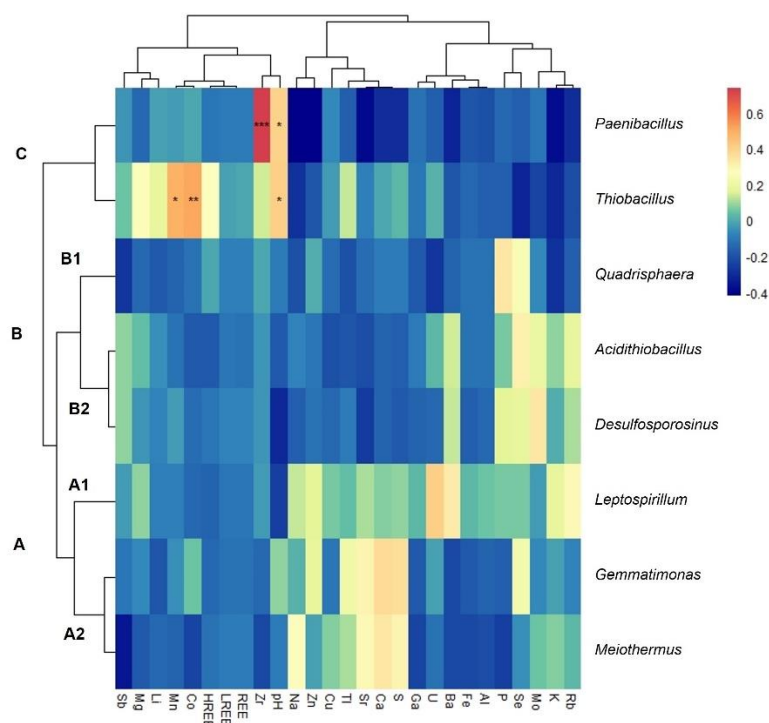 C
B1
B
B2
A1
A
A2
*** *
* ** *
Paenibacillus
Thiobacillus
Quadrisphaera
Acidithiobacillus
Desulfosporosinus
Leptospirillum
Gemmatimonas
Meiothermus
0.6
0.4
0.2
0
-0.2
-0.4
Sb
Mg
Li
Mn
Co
HREE
LREE
REE
Zr
pH
Na
Zn
Cu
Tl
Sr
Ca
S
Ga
U
Ba
Fe
Al
P
Se
Mo
K
Rb